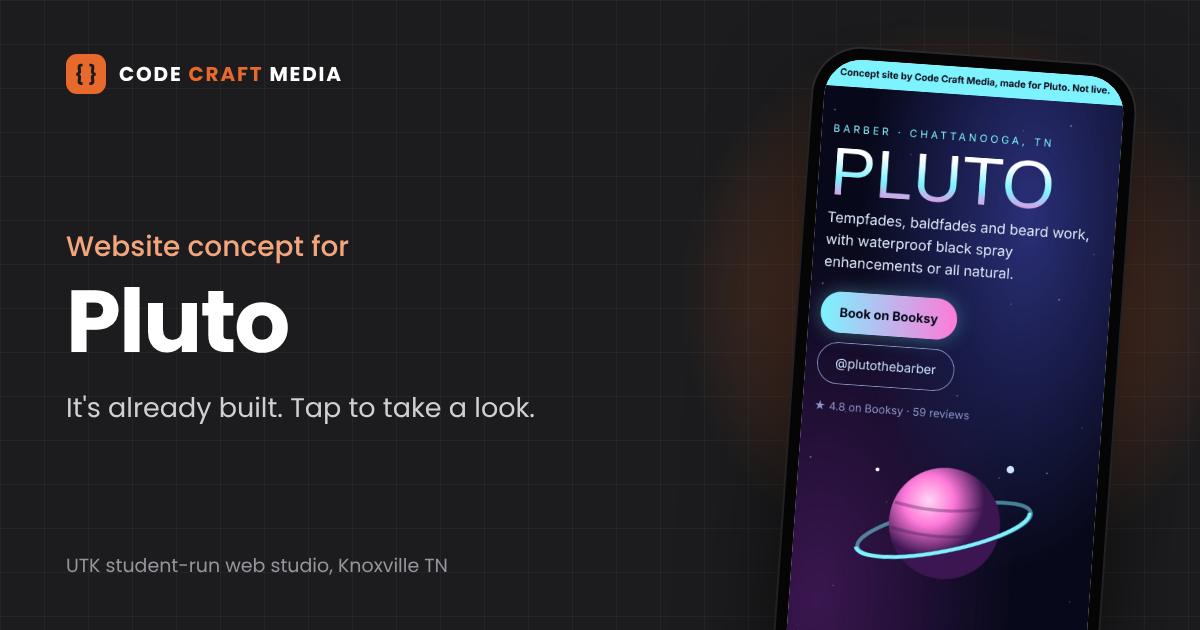 { } CODE CRAFT MEDIA
Website concept for
Pluto
It's already built. Tap to take a look.
UTK student-run web studio, Knoxville TN
Concept site by Code Craft Media, made for Pluto. Not live.
BARBER · CHATTANOOGA, TN
PLUTO
Tempfades, baldfades and beard work,
with waterproof black spray
enhancements or all natural.
Book on Booksy
@plutothebarber
★ 4.8 on Booksy · 59 reviews